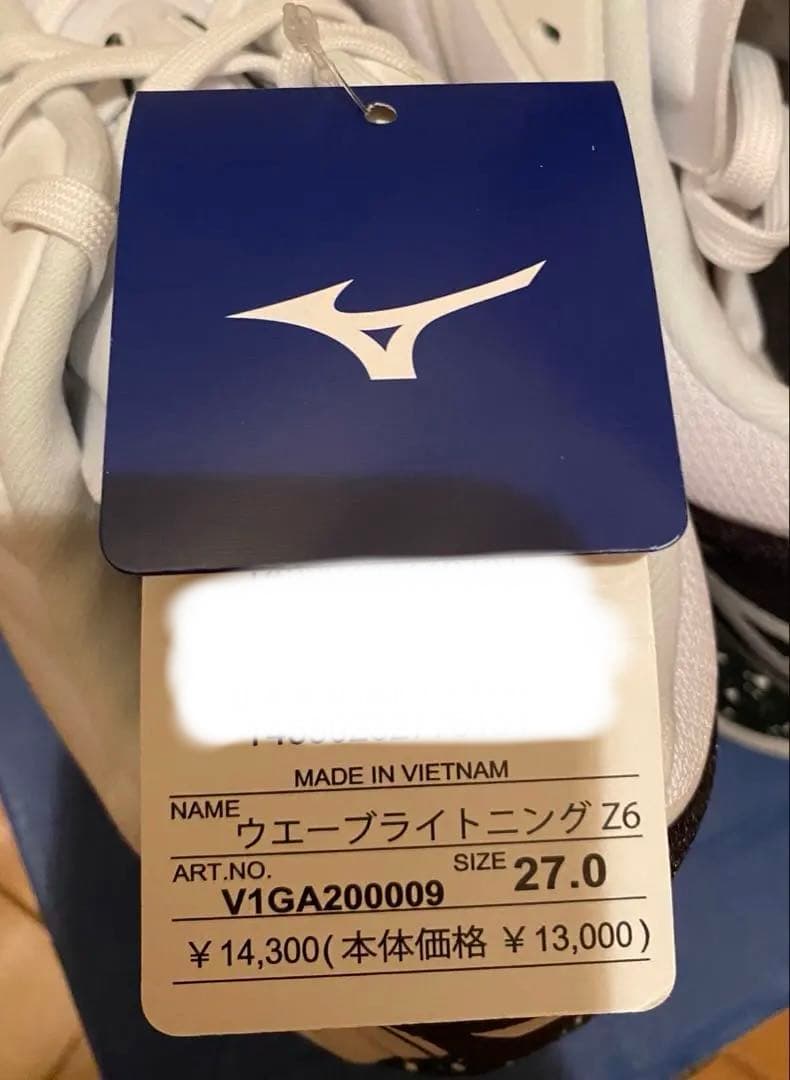 MADE IN VIETNAM
NAME ウエーブライトニング Z6
ART.NO. V1GA200009 SIZE 27.0
¥14,300(本体価格 ¥13,000)